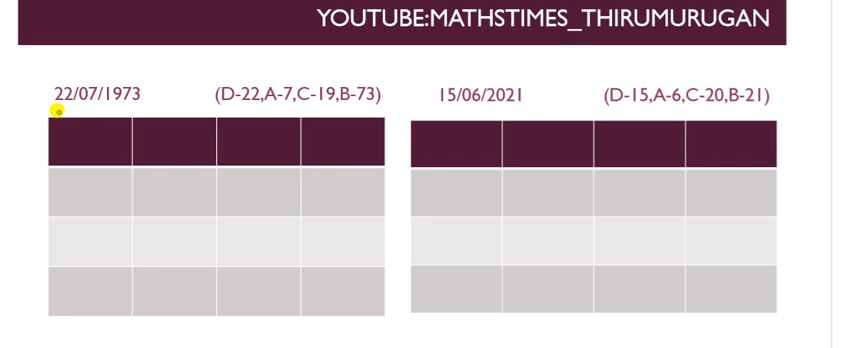 YOUTUBE:MATHSTIMES_THIRUMURUGAN
22/07/1973 (D-22,A-7,C-19,B-73)
15/06/2021 (D-15,A-6,C-20,B-21)